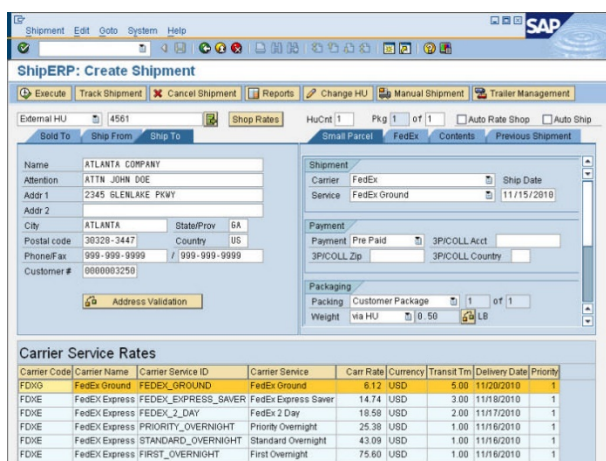 Shipment Edit Goto System Help
SAP
ShipERP: Create Shipment
Execute Track Shipment Cancel Shipment Reports Change HU Manual Shipment Trailer Management
External HU 4561 Shop Rates HuCnt 1 Pkg 1 of 1 Auto Rate Shop Auto Ship
Sold To Ship From Ship To Small Parcel FedEx Contents Previous Shipment
Name ATLANTA COMPANY
Attention ATTN JOHN DOE
Addr 1 2345 GLENLAKE PKWY
Addr 2
City ATLANTA State/Prov GA
Postal code 30328-3447 Country US
Phone/Fax 999-999-9999 / 999-999-9999
Customer # 0000003250
Address Validation
Shipment
Carrier FedEx Ship Date
Service FedEx Ground 11/15/2010
Payment
Payment Pre Paid 3P/COLL Acct
3P/COLL Zip 3P/COLL Country
Packaging
Packing Customer Package 1 of 1
Weight via HU 0.50 LB
Carrier Service Rates
Carrier Code Carrier Name Carrier Service ID Carrier Service Carr Rate Currency Transit Tm Delivery Date Priority
FDXG FedEx Ground FEDEX_GROUND FedEx Ground 6.12 USD 5.00 11/20/2010 1
FDXE FedEx Express FEDEX_EXPRESS_SAVER FedEx Express Saver 14.74 USD 3.00 11/18/2010 1
FDXE FedEx Express FEDEX_2_DAY FedEx 2 Day 18.58 USD 2.00 11/17/2010 1
FDXE FedEx Express PRIORITY_OVERNIGHT Priority Overnight 25.38 USD 1.00 11/16/2010 1
FDXE FedEx Express STANDARD_OVERNIGHT Standard Overnight 43.09 USD 1.00 11/16/2010 1
FDXE FedEx Express FIRST_OVERNIGHT First Overnight 75.60 USD 1.00 11/16/2010 1